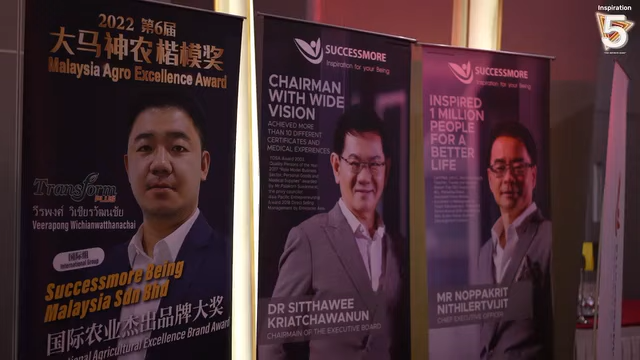 2022 第6届
大马神农楷模奖
Malaysia Agro Excellence Award
Transform
PLUS
วีรพงศ์ วิเชียรวัฒนชัย
Veerapong Wichianwatthanachai
国际组
International Group
Successmore Being
Malaysia Sdn Bhd
国际农业杰出品牌大奖
National Agricultural Excellence Brand Award
SUCCESSMORE
Inspiration for your Being
CHAIRMAN
WITH WIDE
VISION
ACHIEVED MORE
THAN 10 DIFFERENT
CERTIFICATES AND
MEDICAL EXPERIENCES
DR SITTHAWEE
KRIATCHAWANUN
CHAIRMAN OF THE EXECUTIVE BOARD
SUCCESSMORE
Inspiration for your Being
INSPIRED
1 MILLION
PEOPLE
FOR A
BETTER
LIFE
MR NOPPAKRIT
NITHILERTVIJIT
CHIEF EXECUTIVE OFFICER
Inspiration
5